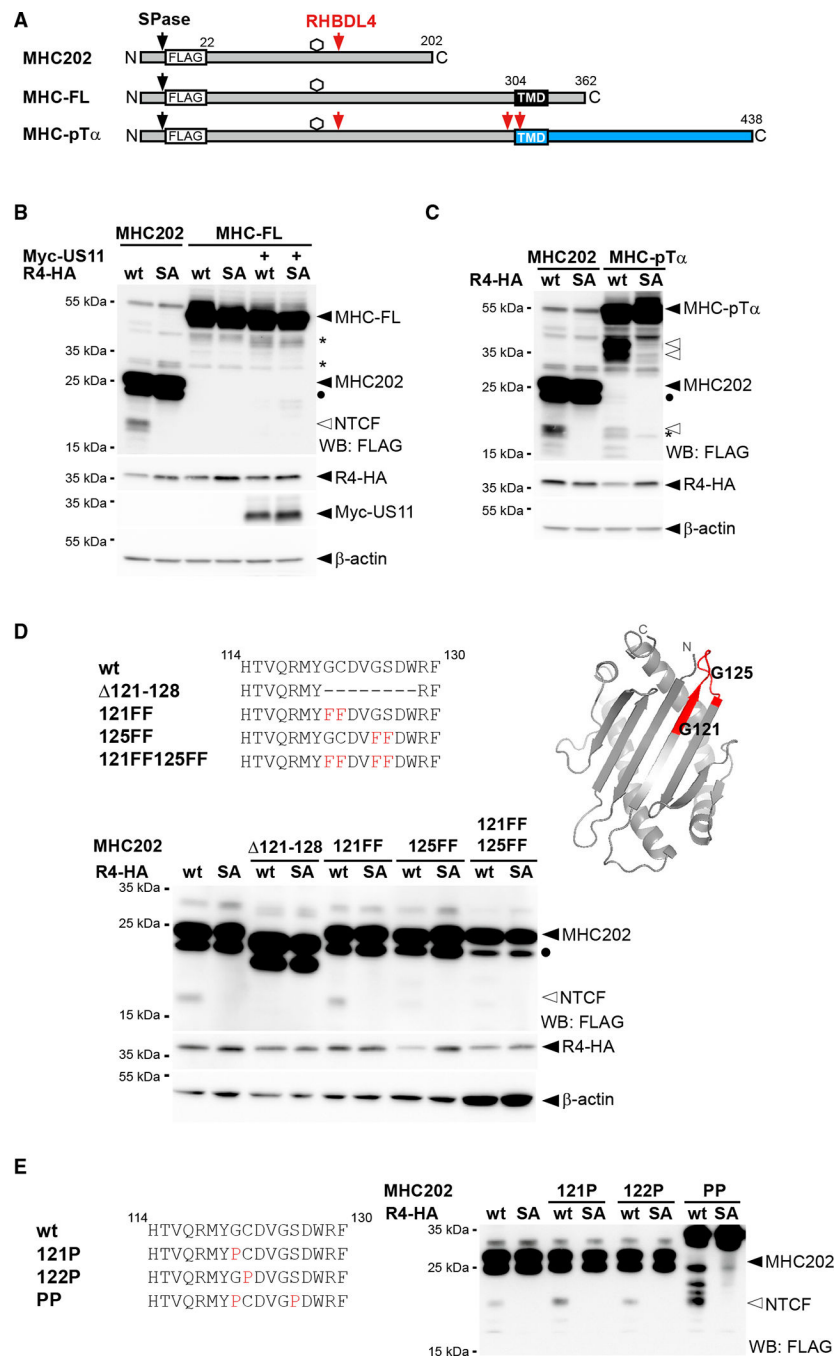 A
SPase
RHBDL4
22
202
MHC202 N FLAG C
304
362
MHC-FL N FLAG TMD C
438
MHC-pTα N FLAG TMD C
B
MHC202 MHC-FL
Myc-US11 + +
R4-HA wt SA wt SA wt SA
55 kDa
MHC-FL
*
35 kDa
*
25 kDa
MHC202
NTCF
15 kDa
WB: FLAG
35 kDa
R4-HA
35 kDa
Myc-US11
55 kDa
β-actin
C
MHC202 MHC-pTα
R4-HA wt SA wt SA
55 kDa
MHC-pTα
35 kDa
25 kDa
MHC202
*
15 kDa
WB: FLAG
35 kDa
R4-HA
55 kDa
β-actin
D
114 130
wt HTVQRMYGCDVGSDWRF
Δ121-128 HTVQRMY--------RF
121FF HTVQRMYFFDVGSDWRF
125FF HTVQRMYGCDVFFDWRF
121FF125FF HTVQRMYFFDVFFDWRF
C
N
G125
G121
MHC202 Δ121-128 121FF 125FF 121FF 125FF
R4-HA wt SA wt SA wt SA wt SA wt SA
35 kDa
25 kDa
MHC202
NTCF
15 kDa
WB: FLAG
35 kDa
R4-HA
55 kDa
β-actin
E
114 130
wt HTVQRMYGCDVGSDWRF
121P HTVQRMYPCDVGSDWRF
122P HTVQRMYGPDVGSDWRF
PP HTVQRMYPCDVGPDWRF
MHC202 121P 122P PP
R4-HA wt SA wt SA wt SA wt SA
35 kDa
25 kDa
MHC202
NTCF
15 kDa
WB: FLAG